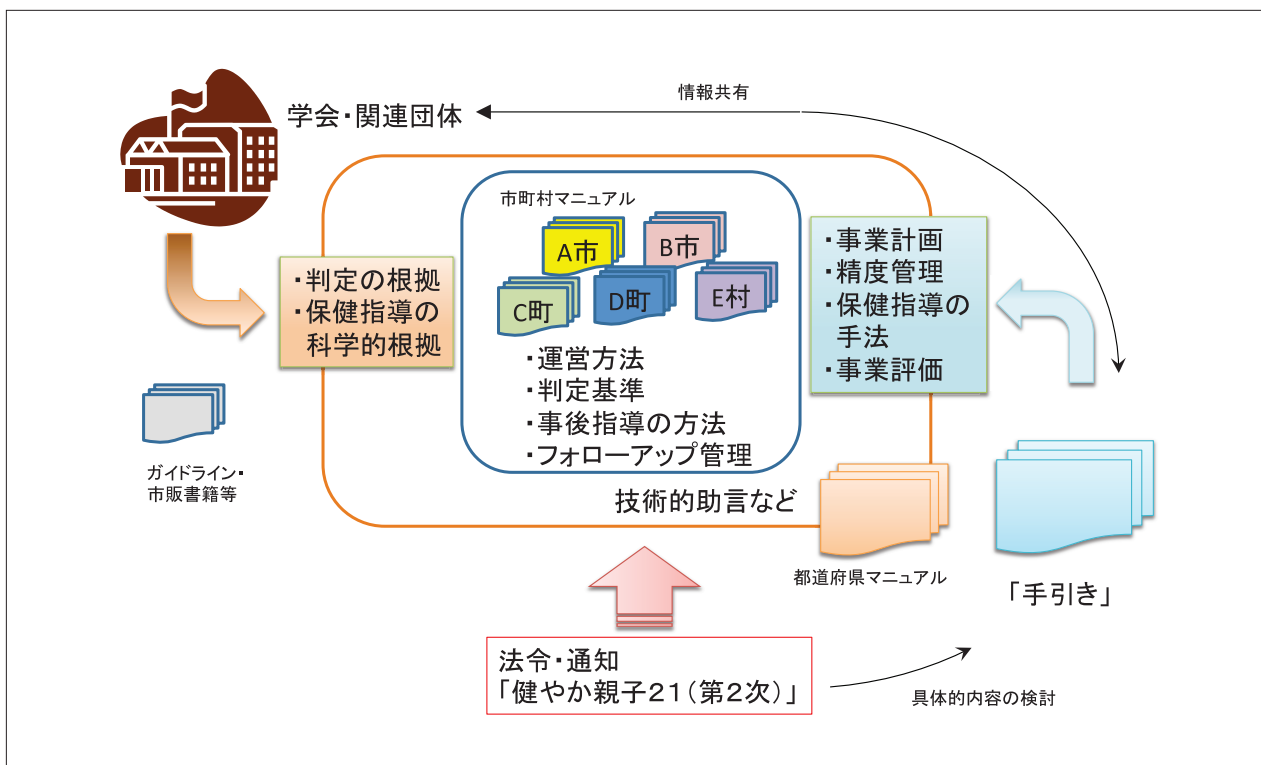 情報共有
学会・関連団体
市町村マニュアル
A市
B市
C町
D町
E村
・運営方法
・判定基準
・事後指導の方法
・フォローアップ管理
・判定の根拠
・保健指導の
科学的根拠
・事業計画
・精度管理
・保健指導の
手法
・事業評価
ガイドライン・
市販書籍等
技術的助言など
都道府県マニュアル
「手引き」
法令・通知
「健やか親子21(第2次)」
具体的内容の検討